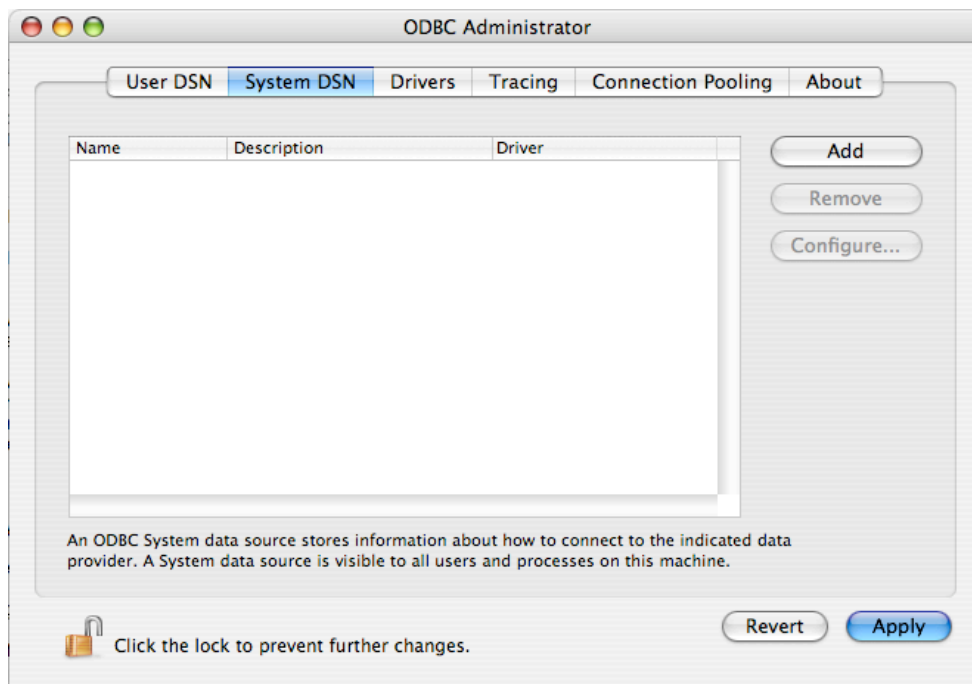 ODBC Administrator
User DSN System DSN Drivers Tracing Connection Pooling About
Name Description Driver
Add
Remove
Configure...
An ODBC System data source stores information about how to connect to the indicated data
provider. A System data source is visible to all users and processes on this machine.
Click the lock to prevent further changes.
Revert Apply